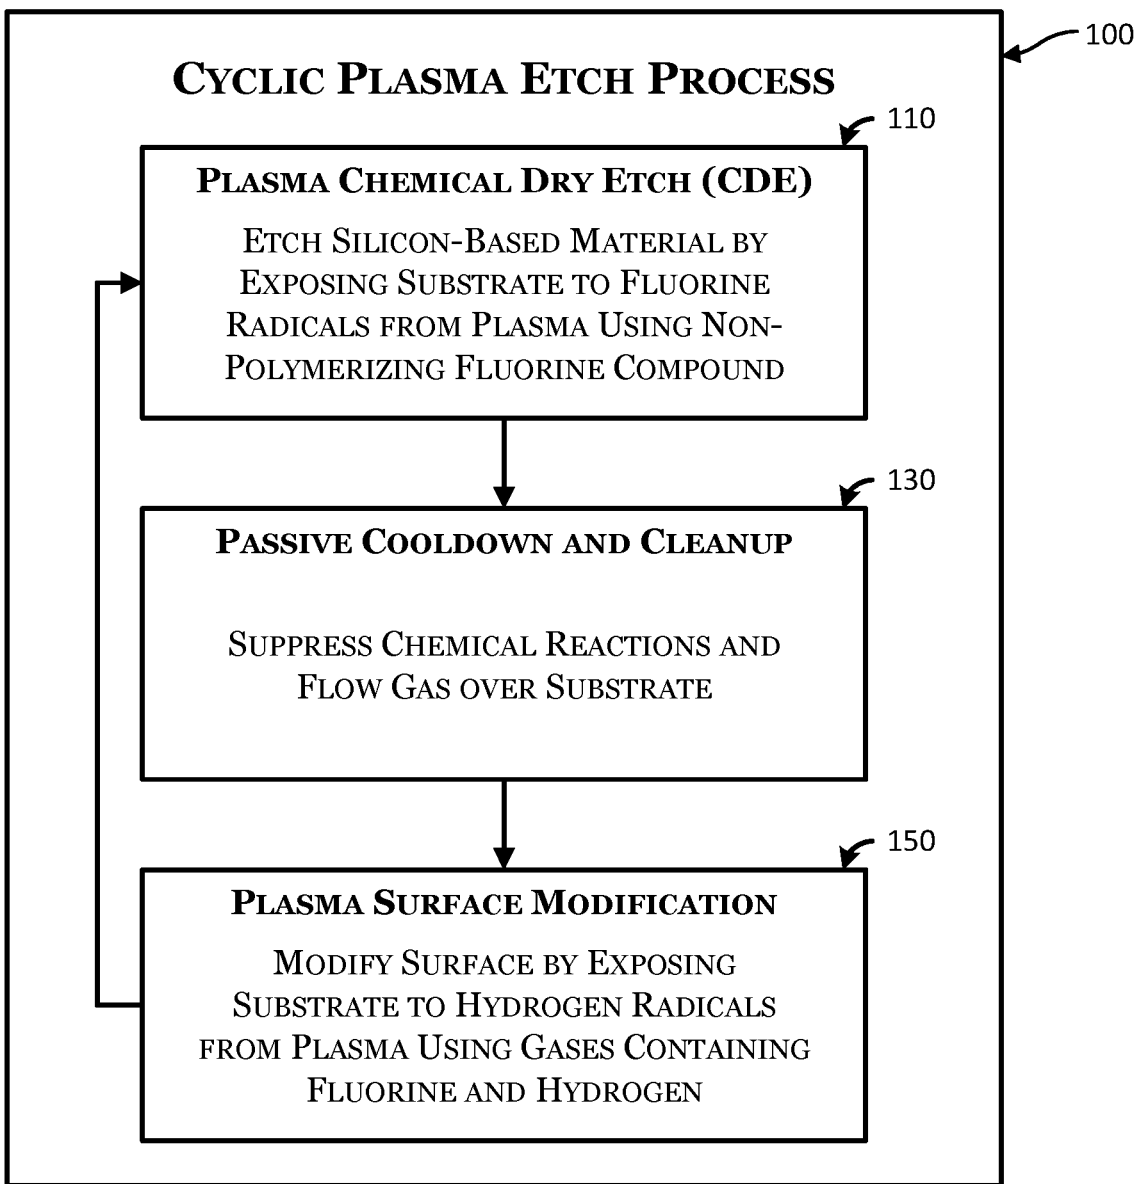 100
CYCLIC PLASMA ETCH PROCESS
110
PLASMA CHEMICAL DRY ETCH (CDE)
ETCH SILICON-BASED MATERIAL BY
EXPOSING SUBSTRATE TO FLUORINE
RADICALS FROM PLASMA USING NON-
POLYMERIZING FLUORINE COMPOUND
130
PASSIVE COOLDOWN AND CLEANUP
SUPPRESS CHEMICAL REACTIONS AND
FLOW GAS OVER SUBSTRATE
150
PLASMA SURFACE MODIFICATION
MODIFY SURFACE BY EXPOSING
SUBSTRATE TO HYDROGEN RADICALS
FROM PLASMA USING GASES CONTAINING
FLUORINE AND HYDROGEN